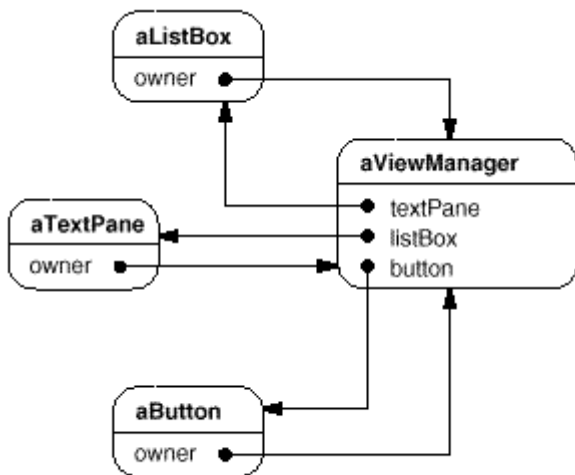 aListBox
owner
aViewManager
textPane
listBox
button
aTextPane
owner
aButton
owner